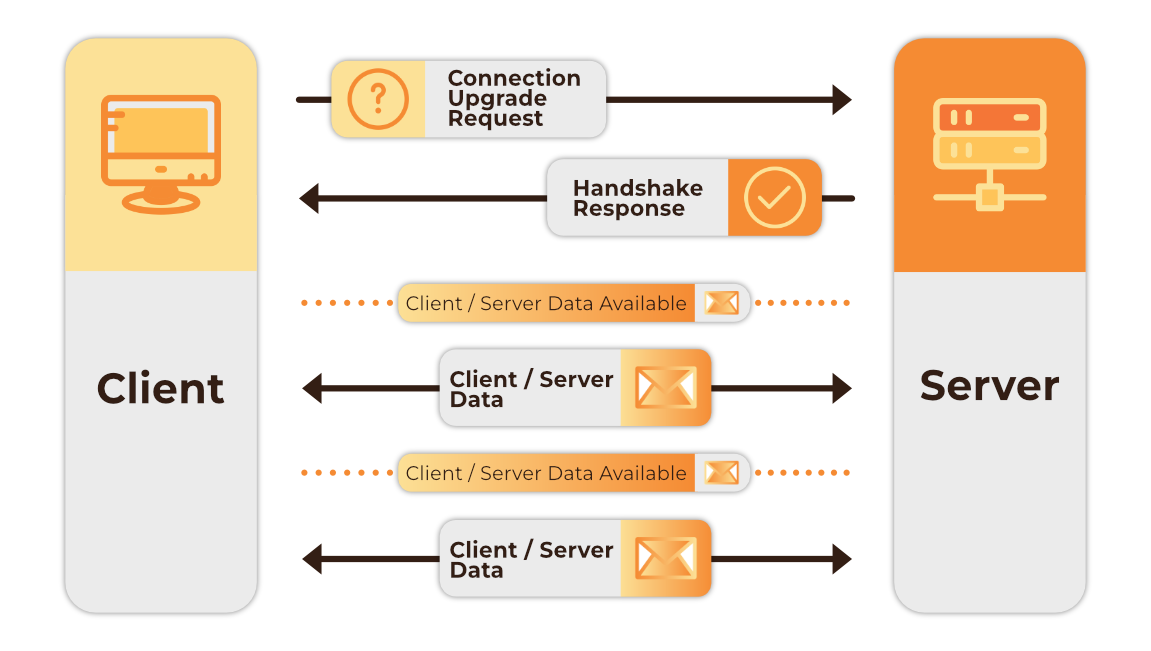 Connection
Upgrade
Request
Handshake
Response
Client / Server Data Available
Client / Server
Data
Client
Server
Client / Server Data Available
Client / Server
Data